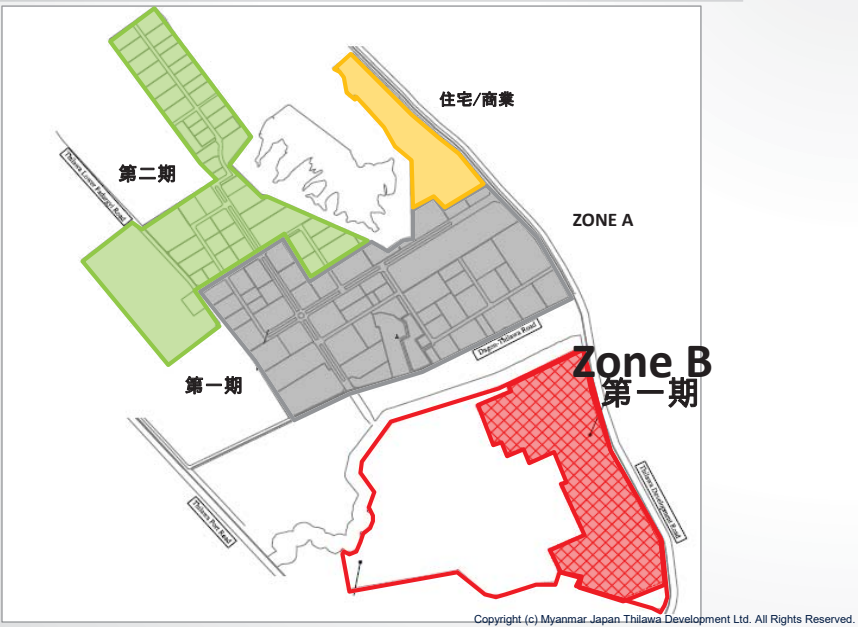 住宅/商業
第二期
Thilawa Lower Padargyi Road
ZONE A
Dagon-Thilawa Road
Zone B
第一期
第一期
Thilawa Development Road
Thilawa Port Road
Copyright (c) Myanmar Japan Thilawa Development Ltd. All Rights Reserved.